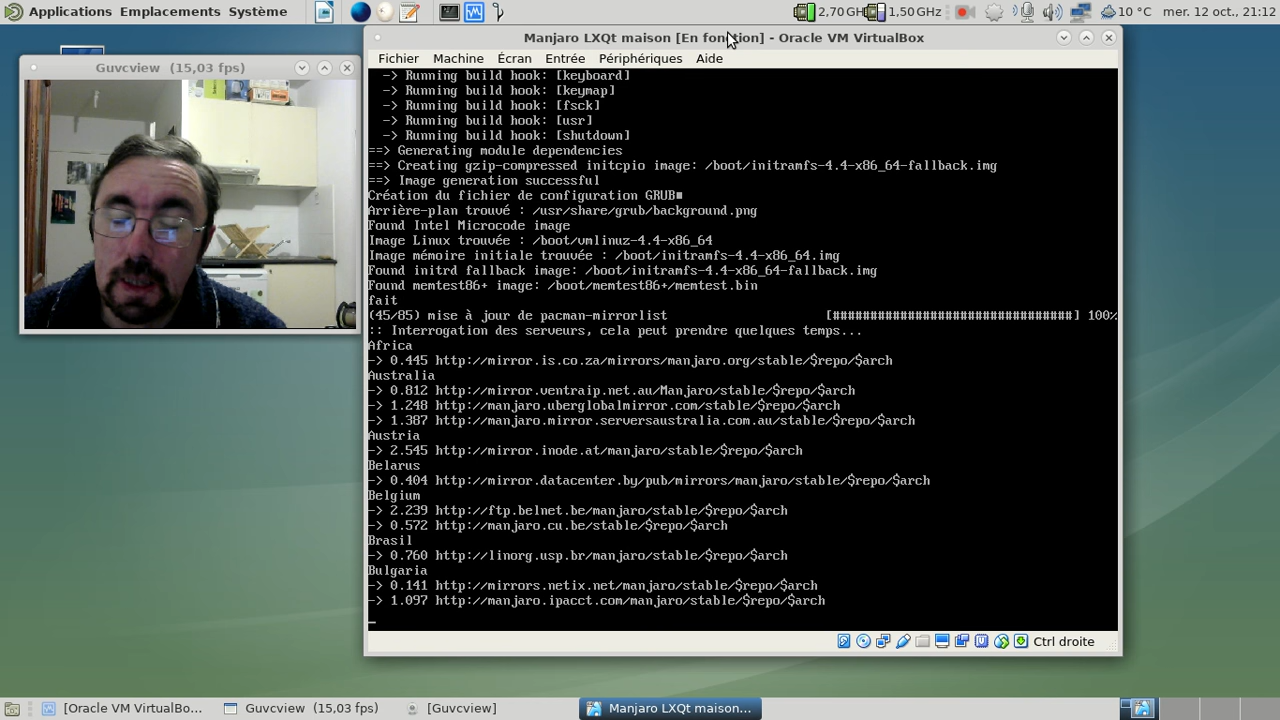 Applications Emplacements Système
2,70 GH
1,50 GHz
10 °C
mer. 12 oct., 21:12
Guvcview (15,03 fps)
Manjaro LXQt maison [En fonction] - Oracle VM VirtualBox
Fichier Machine Écran Entrée Périphériques Aide
-> Running build hook: [keyboard]
-> Running build hook: [keymap]
-> Running build hook: [fsck]
-> Running build hook: [usr]
-> Running build hook: [shutdown]
==> Generating module dependencies
==> Creating gzip-compressed initcpio image: /boot/initramfs-4.4-x86_64-fallback.img
==> Image generation successful
Création du fichier de configuration GRUB■
Arrière-plan trouvé : /usr/share/grub/background.png
Found Intel Microcode image
Image Linux trouvée : /boot/vmlinuz-4.4-x86_64
Image mémoire initiale trouvée : /boot/initramfs-4.4-x86_64.img
Found initrd fallback image: /boot/initramfs-4.4-x86_64-fallback.img
Found memtest86+ image: /boot/memtest86+/memtest.bin
fait
(45/85) mise à jour de pacman-mirrorlist [################################] 100%
:: Interrogation des serveurs, cela peut prendre quelques temps...
Africa
-> 0.445 http://mirror.is.co.za/mirrors/manjaro.org/stable/$repo/$arch
Australia
-> 0.812 http://mirror.ventraip.net.au/Manjaro/stable/$repo/$arch
-> 1.248 http://manjaro.uberglobalmirror.com/stable/$repo/$arch
-> 1.387 http://manjaro.mirror.serversaustralia.com.au/stable/$repo/$arch
Austria
-> 2.545 http://mirror.inode.at/manjaro/stable/$repo/$arch
Belarus
-> 0.404 http://mirror.datacenter.by/pub/mirrors/manjaro/stable/$repo/$arch
Belgium
-> 2.239 http://ftp.belnet.be/manjaro/stable/$repo/$arch
-> 0.572 http://manjaro.cu.be/stable/$repo/$arch
Brasil
-> 0.760 http://linorg.usp.br/manjaro/stable/$repo/$arch
Bulgaria
-> 0.141 http://mirrors.netix.net/manjaro/stable/$repo/$arch
-> 1.097 http://manjaro.ipacct.com/manjaro/stable/$repo/$arch
Ctrl droite
[Oracle VM VirtualBo...
Guvcview (15,03 fps)
[Guvcview]
Manjaro LXQt maison...